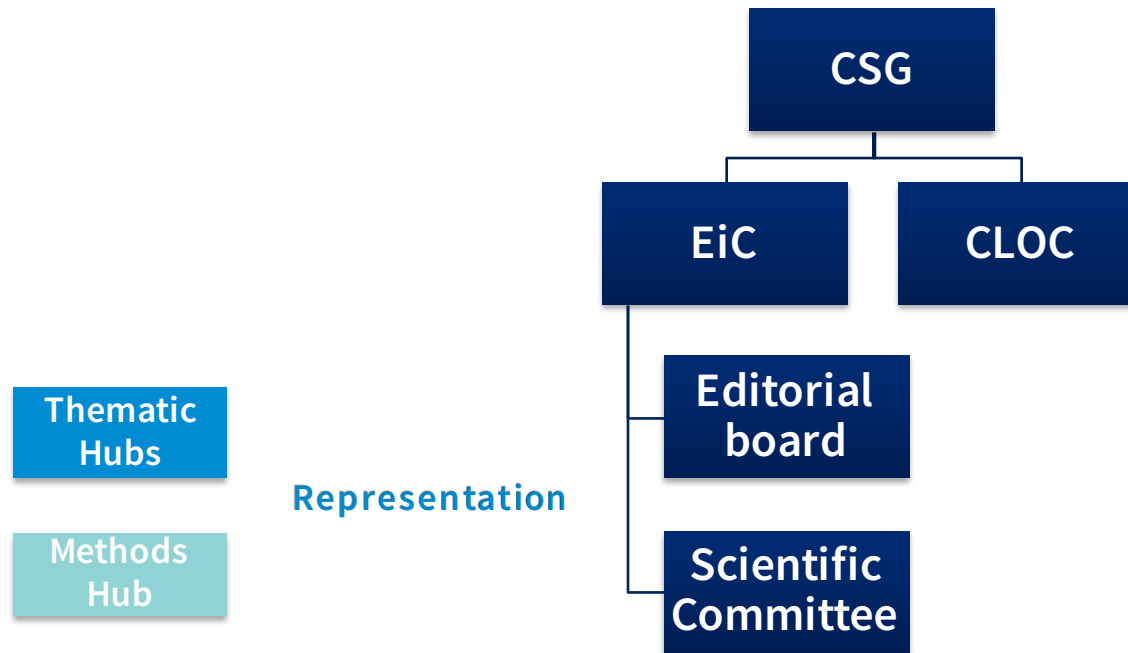 CSG
EiC
CLOC
Editorial
board
Thematic
Hubs
Representation
Methods
Hub
Scientific
Committee